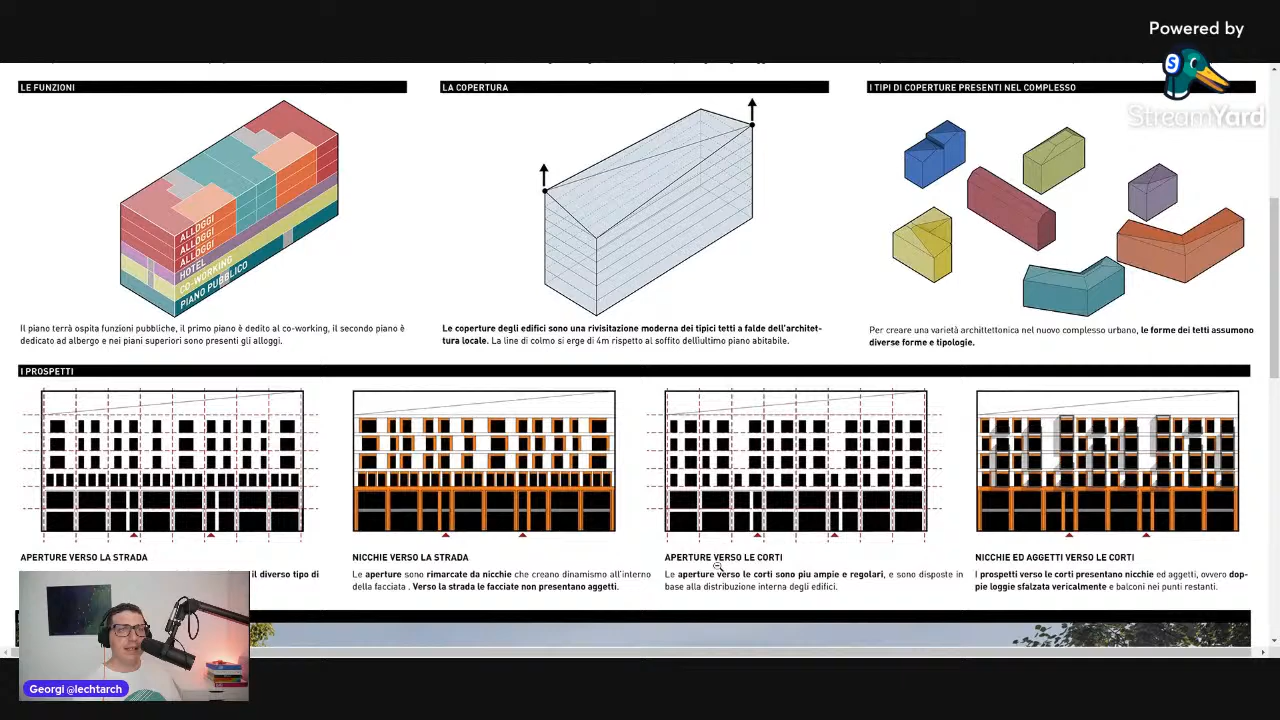 Powered by
StreamYard
LE FUNZIONI
LA COPERTURA
I TIPI DI COPERTURE PRESENTI NEL COMPLESSO
ALLOGGI
ALLOGGI
ALLOGGI
HOTEL
CO-WORKING
PIANO PUBBLICO
Il piano terrà ospita funzioni pubbliche, il primo piano è dedito al co-working, il secondo piano è
dedicato ad albergo e nei piani superiori sono presenti gli alloggi.
Le coperture degli edifici sono una rivisitazione moderna dei tipici tetti a falde dell'architet-
tura locale. La line di colmo si erge di 4m rispetto al soffito dell'iultimo piano abitabile.
Per creare una varietà archittettonica nel nuovo complesso urbano, le forme dei tetti assumono
diverse forme e tipologie.
I PROSPETTI
APERTURE VERSO LA STRADA
il diverso tipo di
NICCHIE VERSO LA STRADA
Le aperture sono rimarcate da nicchie che creano dinamismo all'interno
della facciata . Verso la strada le facciate non presentano aggetti.
APERTURE VERSO LE CORTI
Le aperture verso le corti sono piu ampie e regolari, e sono disposte in
base alla distribuzione interna degli edifici.
NICCHIE ED AGGETTI VERSO LE CORTI
I prospetti verso le corti presentano nicchie ed aggetti, ovvero dop-
pie loggie sfalzata vericalmente e balconi nei punti restanti.
Georgi @lechtarch